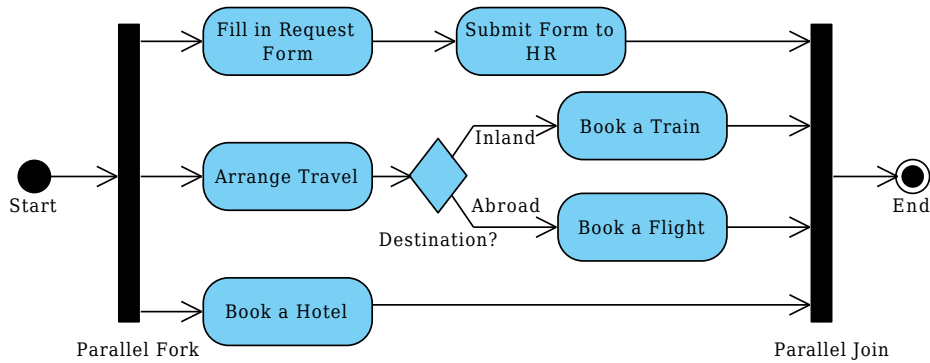 Fill in Request
Form
Submit Form to
HR
Inland
Book a Train
Start
Arrange Travel
Destination?
Abroad
Book a Flight
End
Book a Hotel
Parallel Fork
Parallel Join